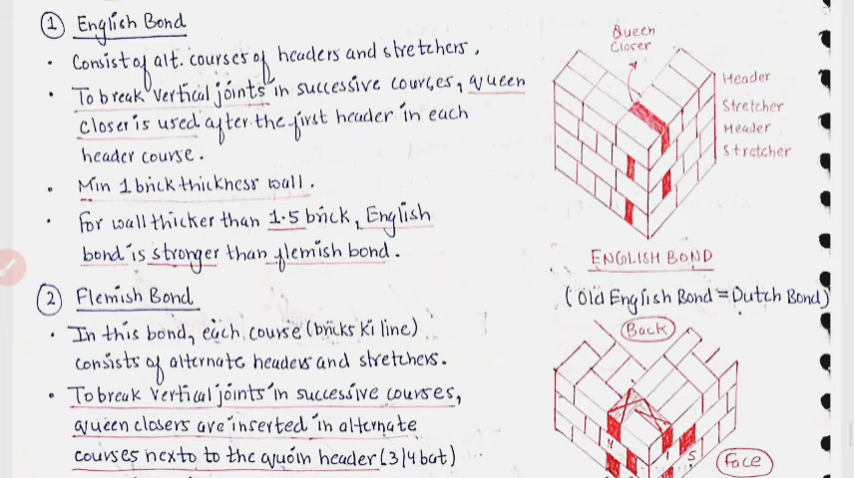 ① English Bond
• Consist of alt. courses of headers and stretchers.
• To break vertical joints in successive courses, queen
closer is used after the first header in each
header course.
• Min 1 brick thickness wall.
• For wall thicker than 1.5 brick, English
bond is stronger than flemish bond.
Queen
Closer
Header
Stretcher
Header
Stretcher
ENGLISH BOND
(Old English Bond = Dutch Bond)
② Flemish Bond
• In this bond, each course (bricks ki line)
consists of alternate headers and stretchers.
• To break vertical joints in successive courses,
queen closers are inserted in alternate
courses nexto to the quoin header (3/4 bat)
Back
4
1
5
Face